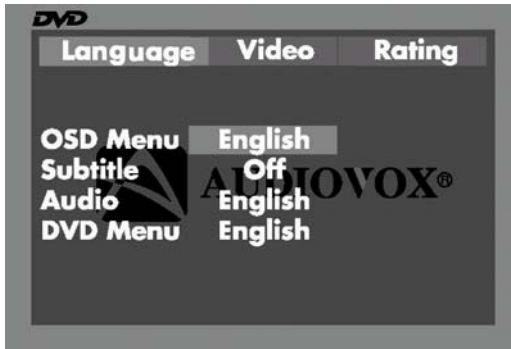 DVD
Language Video Rating
OSD Menu English
Subtitle Off
Audio English
DVD Menu English
AUDIOVOX®